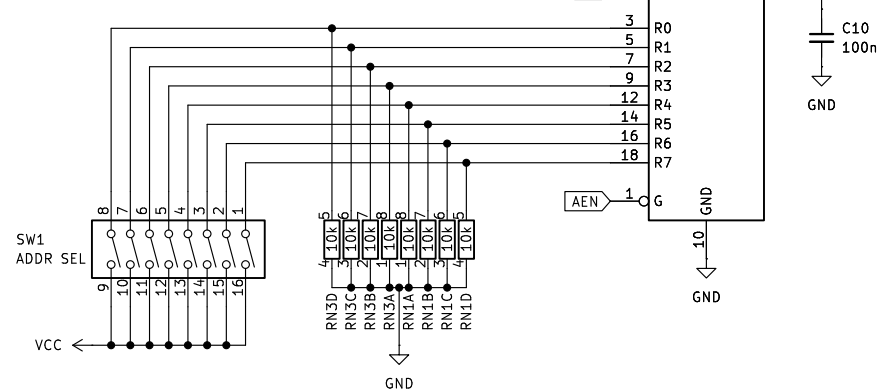 3 R0
5 R1
7 R2
9 R3
12 R4
14 R5
16 R6
18 R7
C10
100n
GND
AEN 1 G
GND
10
GND
8 7 6 5 4 3 2 1
SW1
ADDR SEL
9 10 11 12 13 14 15 16
VCC
5 6 7 8 8 7 6 5
10k 10k 10k 10k 10k 10k 10k 10k
4 3 2 1 1 2 3 4
RN3D RN3C RN3B RN3A RN1A RN1B RN1C RN1D
GND